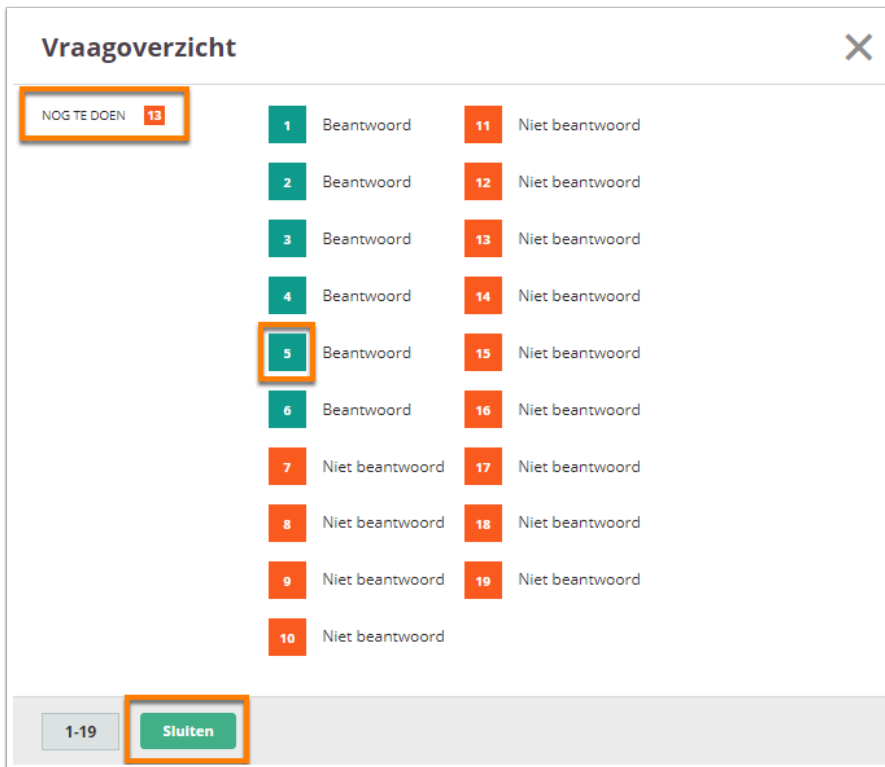 Vraagoverzicht
NOG TE DOEN 13
1 Beantwoord 11 Niet beantwoord
2 Beantwoord 12 Niet beantwoord
3 Beantwoord 13 Niet beantwoord
4 Beantwoord 14 Niet beantwoord
5 Beantwoord 15 Niet beantwoord
6 Beantwoord 16 Niet beantwoord
7 Niet beantwoord 17 Niet beantwoord
8 Niet beantwoord 18 Niet beantwoord
9 Niet beantwoord 19 Niet beantwoord
10 Niet beantwoord
1-19 Sluiten